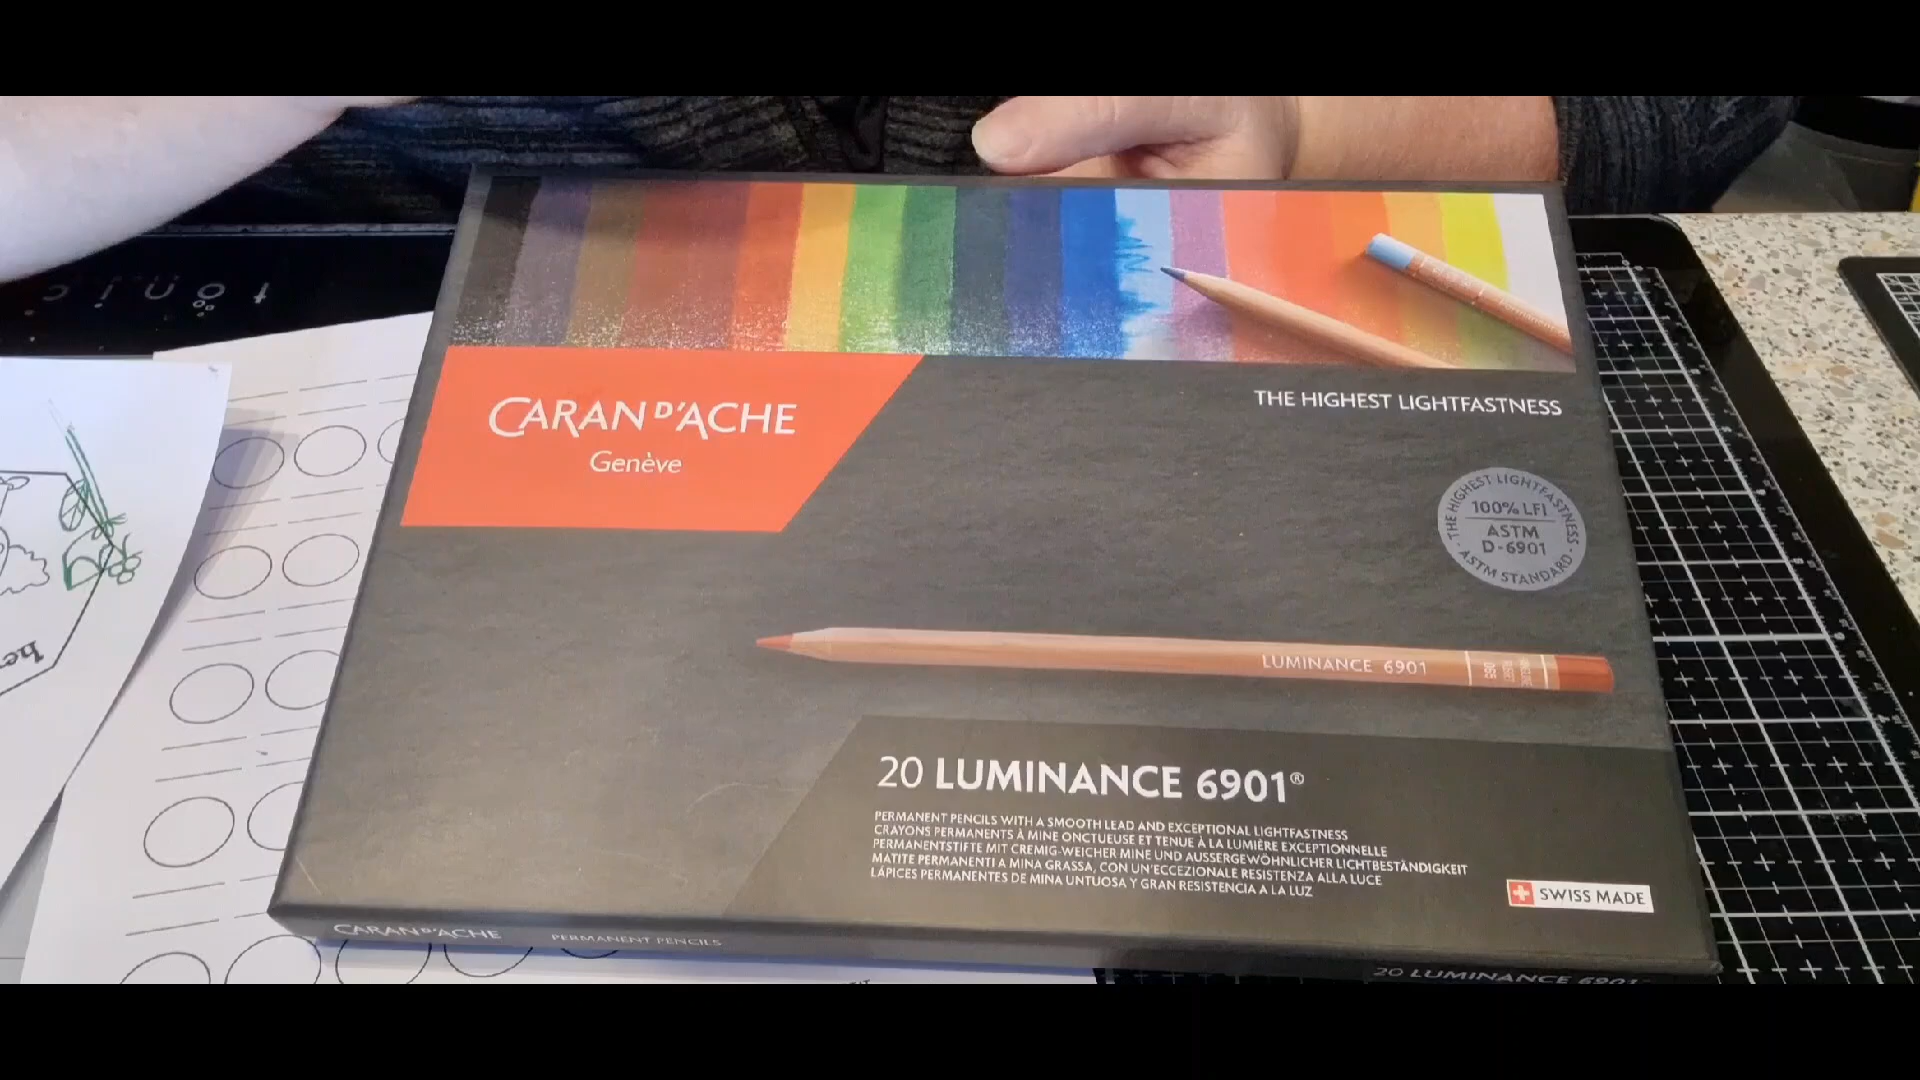 tonic
CARAN D'ACHE
Genève
THE HIGHEST LIGHTFASTNESS
THE HIGHEST LIGHTFASTNESS
100% LFI
ASTM
D-6901
ASTM STANDARD
LUMINANCE 6901
20 LUMINANCE 6901®
PERMANENT PENCILS WITH A SMOOTH LEAD AND EXCEPTIONAL LIGHTFASTNESS
CRAYONS PERMANENTS À MINE ONCTUEUSE ET TENUE À LA LUMIÈRE EXCEPTIONNELLE
PERMANENTSTIFTE MIT CREMIG-WEICHER MINE UND AUSSERGEWÖHNLICHER LICHTBESTÄNDIGKEIT
MATITE PERMANENTI A MINA GRASSA, CON UN'ECCEZIONALE RESISTENZA ALLA LUCE
LÁPICES PERMANENTES DE MINA UNTUOSA Y GRAN RESISTENCIA A LA LUZ
SWISS MADE
CARAN D'ACHE PERMANENT PENCILS
20 LUMINANCE 6901